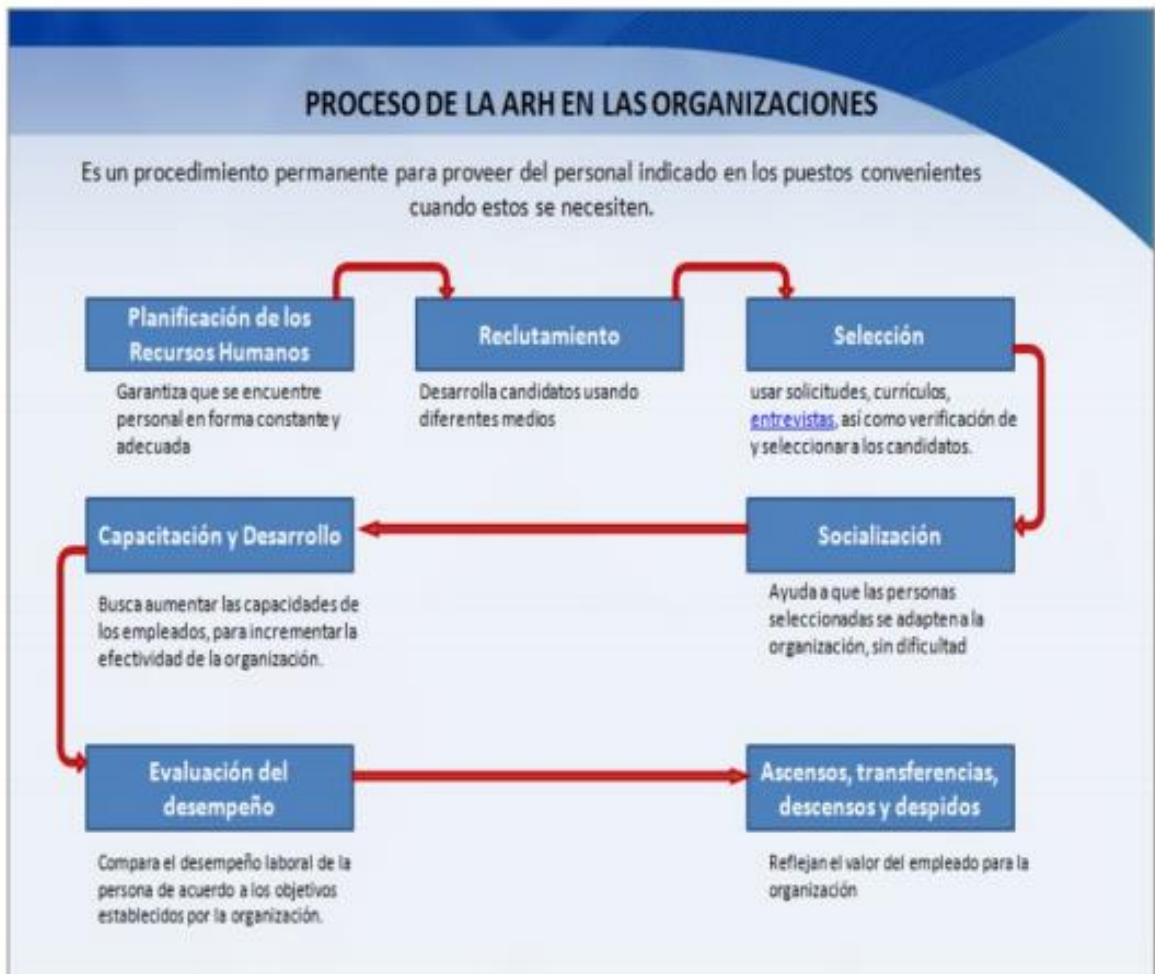 PROCESO DE LA ARH EN LAS ORGANIZACIONES
Es un procedimiento permanente para proveer del personal indicado en los puestos convenientes
cuando estos se necesiten.
Planificación de los
Recursos Humanos
Garantiza que se encuentre
personal en forma constante y
adecuada
Reclutamiento
Desarrolla candidatos usando
diferentes medios
Selección
usar solicitudes, currículos,
entrevistas, así como verificación de
y seleccionar a los candidatos.
Socialización
Ayuda a que las personas
seleccionadas se adapten a la
organización, sin dificultad
Capacitación y Desarrollo
Busca aumentar las capacidades de
los empleados, para incrementar la
efectividad de la organización.
Evaluación del
desempeño
Compara el desempeño laboral de la
persona de acuerdo a los objetivos
establecidos por la organización.
Ascensos, transferencias,
descensos y despidos
Reflejan el valor del empleado para la
organización